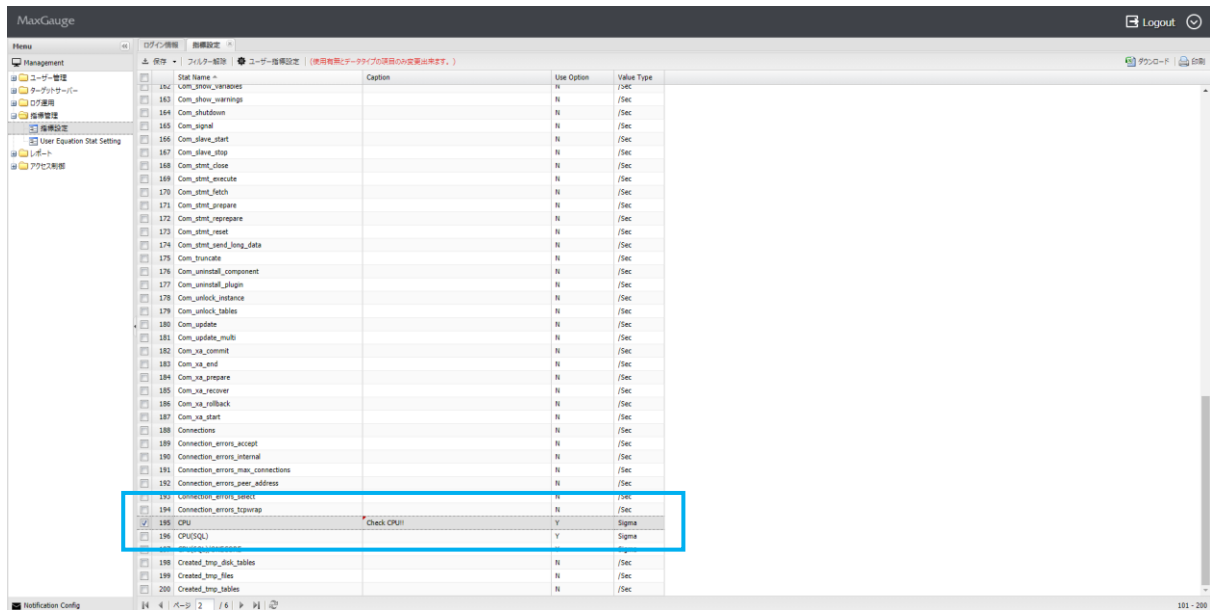 MaxGauge
Logout
Menu
ログイン情報 指標設定
Management
保存 フィルター解除 ユーザー指標設定 (使用有無とデータタイプの項目のみ変更出来ます。) ダウンロード 印刷
ユーザー管理
ターゲットサーバー
ログ運用
指標管理
指標設定
User Equation Stat Setting
レポート
アクセス制御
Stat Name Caption Use Option Value Type
162 Com_show_variables N /Sec
163 Com_show_warnings N /Sec
164 Com_shutdown N /Sec
165 Com_signal N /Sec
166 Com_slave_start N /Sec
167 Com_slave_stop N /Sec
168 Com_stmt_close N /Sec
169 Com_stmt_execute N /Sec
170 Com_stmt_fetch N /Sec
171 Com_stmt_prepare N /Sec
172 Com_stmt_reprepare N /Sec
173 Com_stmt_reset N /Sec
174 Com_stmt_send_long_data N /Sec
175 Com_truncate N /Sec
176 Com_uninstall_component N /Sec
177 Com_uninstall_plugin N /Sec
178 Com_unlock_instance N /Sec
179 Com_unlock_tables N /Sec
180 Com_update N /Sec
181 Com_update_multi N /Sec
182 Com_xa_commit N /Sec
183 Com_xa_end N /Sec
184 Com_xa_prepare N /Sec
185 Com_xa_recover N /Sec
186 Com_xa_rollback N /Sec
187 Com_xa_start N /Sec
188 Connections N /Sec
189 Connection_errors_accept N /Sec
190 Connection_errors_internal N /Sec
191 Connection_errors_max_connections N /Sec
192 Connection_errors_peer_address N /Sec
193 Connection_errors_select N /Sec
194 Connection_errors_tcpwrap N /Sec
195 CPU Check CPU!! Y Sigma
196 CPU(SQL) Y Sigma
198 Created_tmp_disk_tables N /Sec
199 Created_tmp_files N /Sec
200 Created_tmp_tables N /Sec
Notification Config
ページ 2 / 6
101 - 200